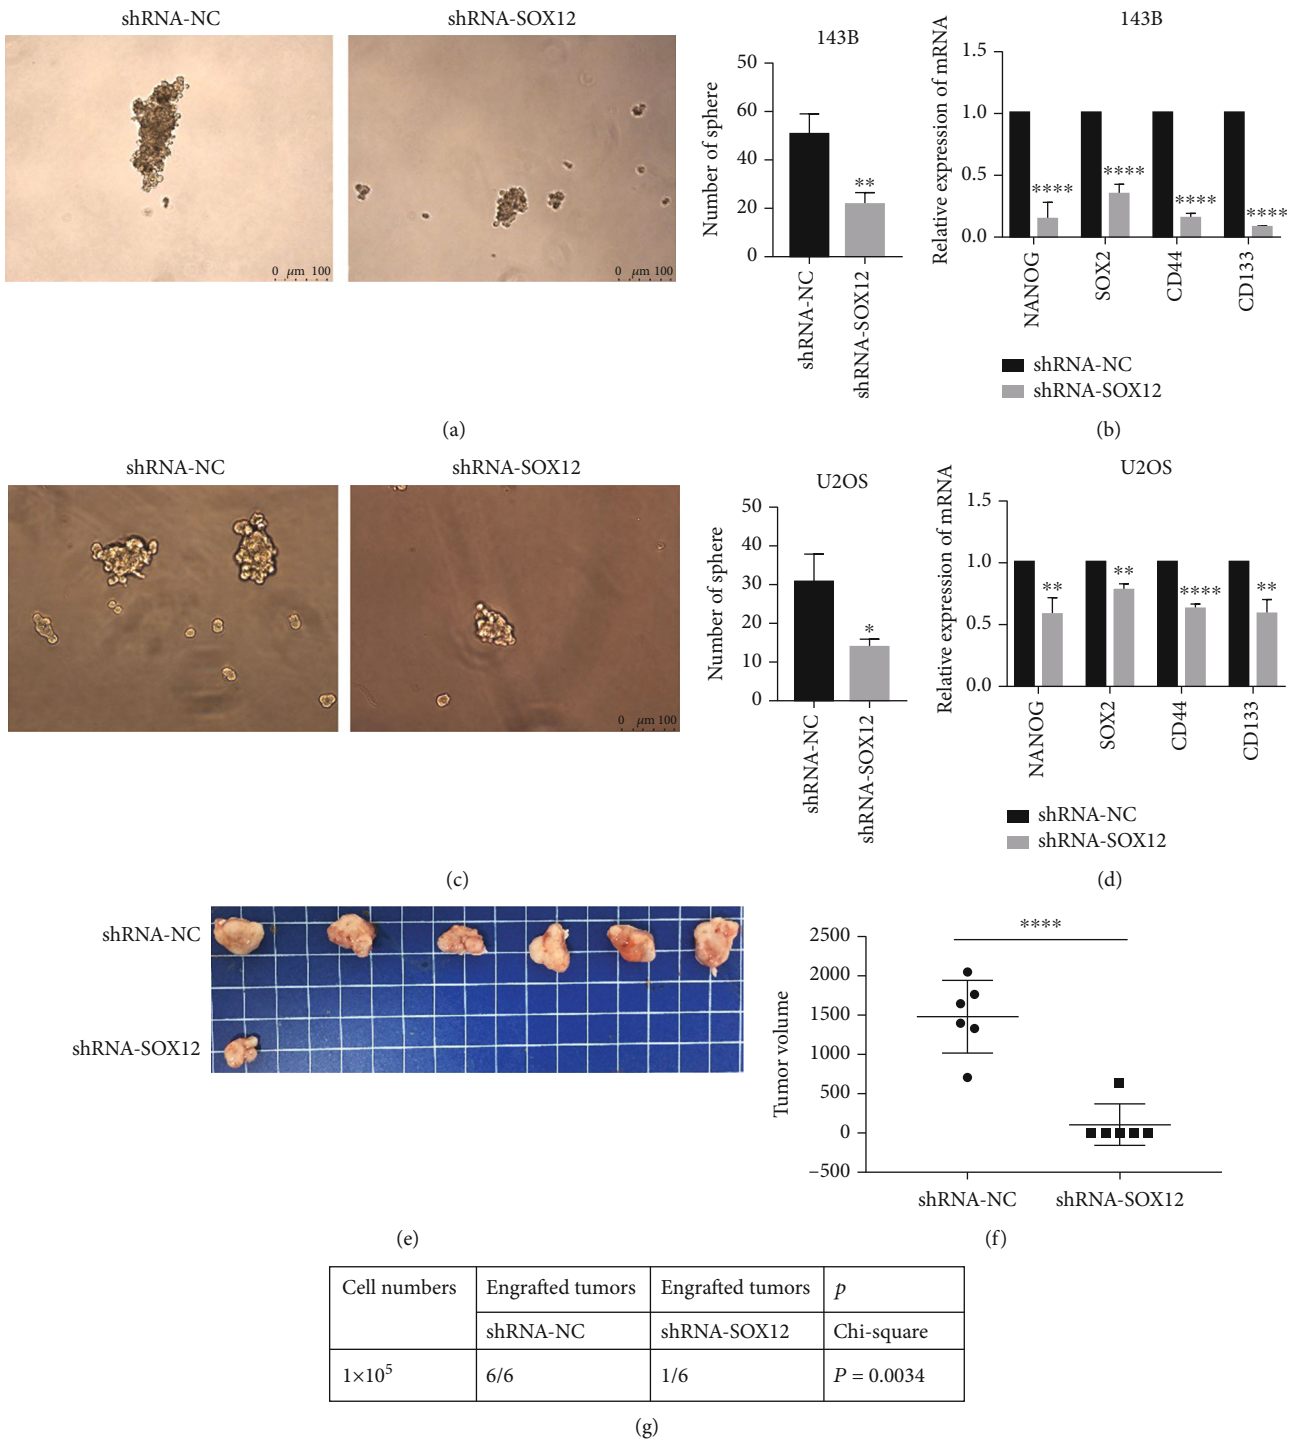 shRNA-NC
shRNA-SOX12
0 μm 100
0 μm 100
143B
Number of sphere
50
60
40
20
0
**
shRNA-NC
shRNA-SOX12
143B
Relative expression of mRNA
1.5
1.0
0.5
0.0
****
****
****
****
NANOG
SOX2
CD44
CD133
shRNA-NC
shRNA-SOX12
(a)
(b)
shRNA-NC
shRNA-SOX12
0 μm 100
U2OS
Number of sphere
50
40
30
20
10
0
*
shRNA-NC
shRNA-SOX12
U2OS
Relative expression of mRNA
1.5
1.0
0.5
0.0
**
**
****
**
NANOG
SOX2
CD44
CD133
shRNA-NC
shRNA-SOX12
(c)
(d)
shRNA-NC
shRNA-SOX12
Tumor volume
2500
2000
1500
1000
500
0
–500
****
shRNA-NC
shRNA-SOX12
(e)
(f)
Cell numbers
Engrafted tumors
Engrafted tumors
p
shRNA-NC
shRNA-SOX12
Chi-square
1×10⁵
6/6
1/6
P = 0.0034
(g)